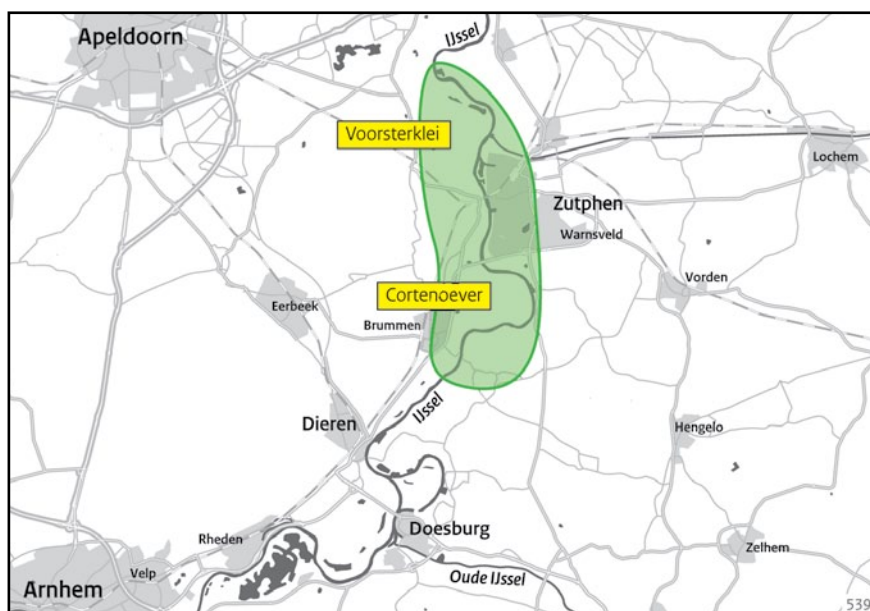 IJssel
Apeldoorn
Voorsterklei
Lochem
Zutphen
Warnsveld
Vorden
Cortenoever
Eerbeek
Brummen
IJssel
Dieren
Hengelo
Rheden
Doesburg
Zelhem
Velp
Arnhem
Oude IJssel
539